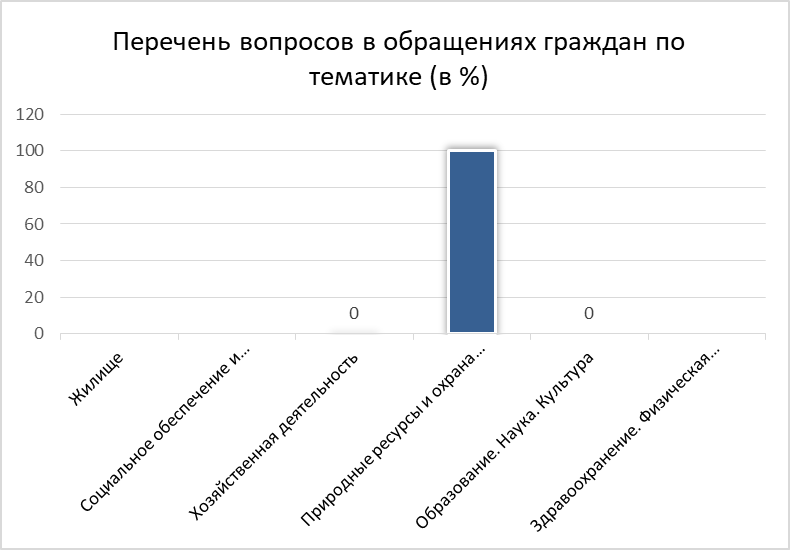 Перечень вопросов в обращениях граждан по
тематике (в %)
120
100
80
60
40
20
0
0
0
Жилище
Социальное обеспечение и…
Хозяйственная деятельность
Природные ресурсы и охрана…
Образование. Наука. Культура
Здравоохранение. Физическая…